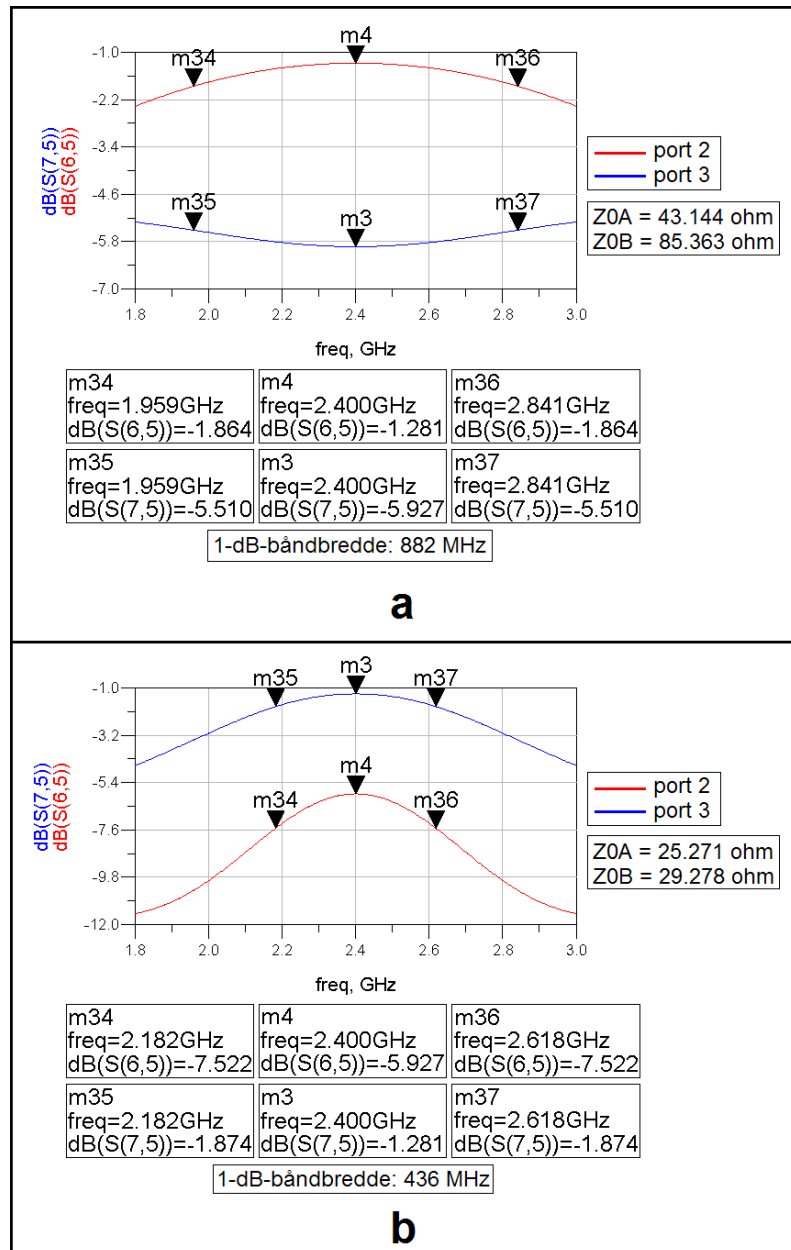 m34
m4
m36
-1.0
-2.2
-3.4
-4.6
-5.8
-7.0
dB(S(7,5))
dB(S(6,5))
m35
m3
m37
1.8
2.0
2.2
2.4
2.6
2.8
3.0
freq, GHz
port 2
port 3
Z0A = 43.144 ohm
Z0B = 85.363 ohm
m34
freq=1.959GHz
dB(S(6,5))=-1.864
m4
freq=2.400GHz
dB(S(6,5))=-1.281
m36
freq=2.841GHz
dB(S(6,5))=-1.864
m35
freq=1.959GHz
dB(S(7,5))=-5.510
m3
freq=2.400GHz
dB(S(7,5))=-5.927
m37
freq=2.841GHz
dB(S(7,5))=-5.510
1-dB-båndbredde: 882 MHz
a
m35
m3
m37
-1.0
-3.2
-5.4
-7.6
-9.8
-12.0
dB(S(7,5))
dB(S(6,5))
m34
m4
m36
1.8
2.0
2.2
2.4
2.6
2.8
3.0
freq, GHz
port 2
port 3
Z0A = 25.271 ohm
Z0B = 29.278 ohm
m34
freq=2.182GHz
dB(S(6,5))=-7.522
m4
freq=2.400GHz
dB(S(6,5))=-5.927
m36
freq=2.618GHz
dB(S(6,5))=-7.522
m35
freq=2.182GHz
dB(S(7,5))=-1.874
m3
freq=2.400GHz
dB(S(7,5))=-1.281
m37
freq=2.618GHz
dB(S(7,5))=-1.874
1-dB-båndbredde: 436 MHz
b